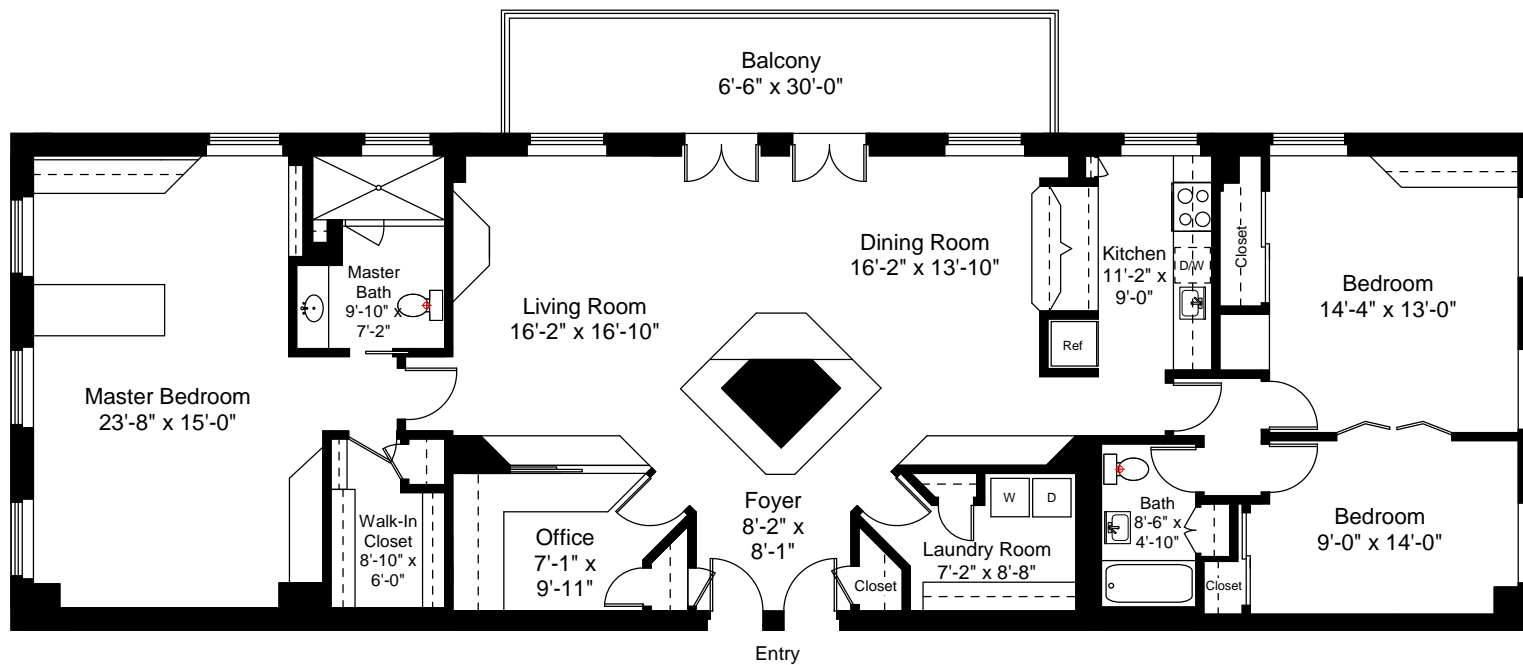 Balcony
6'-6" x 30'-0"
Dining Room
16'-2" x 13'-10"
Kitchen
11'-2" x
9'-0"
D/W
Closet
Bedroom
14'-4" x 13'-0"
Master
Bath
9'-10" x
7'-2"
Living Room
16'-2" x 16'-10"
Ref
Master Bedroom
23'-8" x 15'-0"
Walk-In
Closet
8'-10" x
6'-0"
Office
7'-1" x
9'-11"
Foyer
8'-2" x
8'-1"
W
D
Laundry Room
7'-2" x 8'-8"
Closet
Bath
8'-6" x
4'-10"
Closet
Bedroom
9'-0" x 14'-0"
Entry